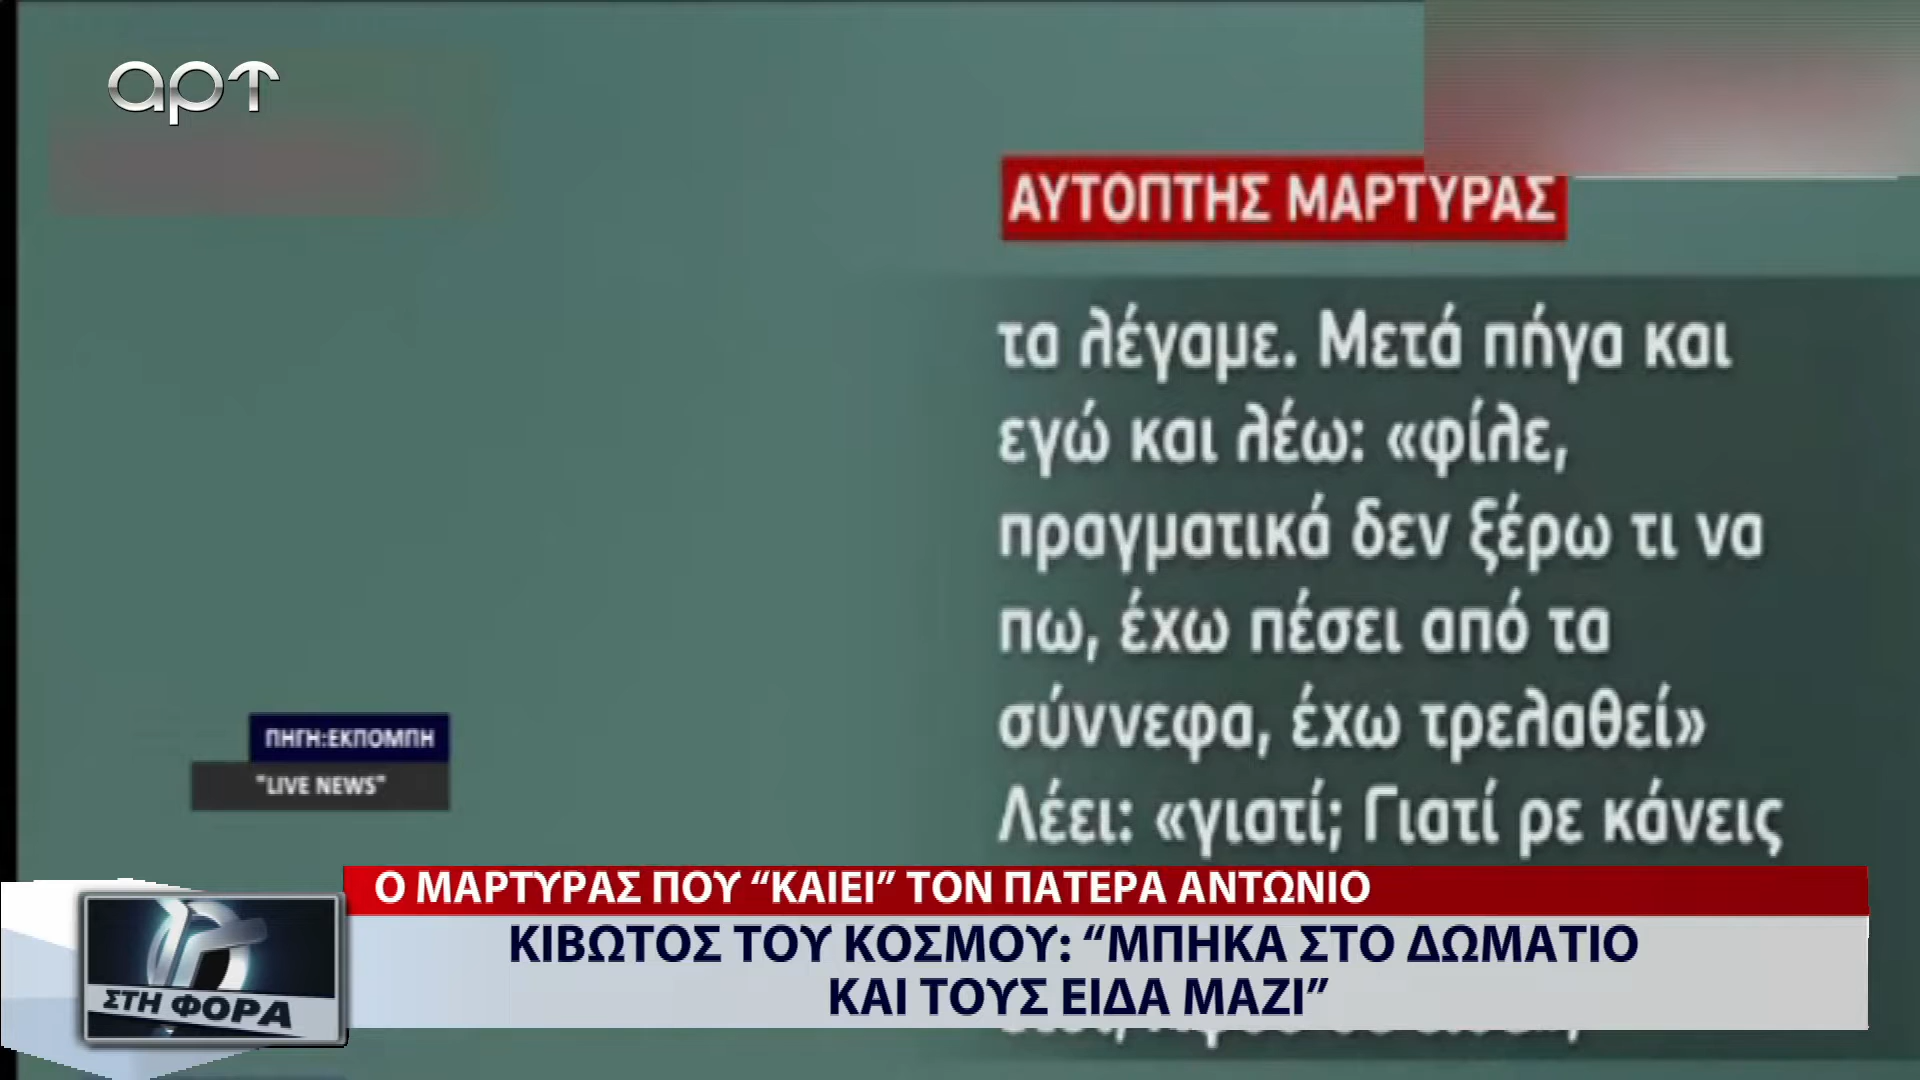 αρτ
ΑΥΤΟΠΤΗΣ ΜΑΡΤΥΡΑΣ
τα λέγαμε. Μετά πήγα και
εγώ και λέω: «φίλε,
πραγματικά δεν ξέρω τι να
πω, έχω πέσει από τα
σύννεφα, έχω τρελαθεί»
Λέει: «γιατί; Γιατί ρε κάνεις
ΠΗΓΗ:ΕΚΠΟΜΠΗ
"LIVE NEWS"
Ο ΜΑΡΤΥΡΑΣ ΠΟΥ “ΚΑΙΕΙ” ΤΟΝ ΠΑΤΕΡΑ ΑΝΤΩΝΙΟ
ΚΙΒΩΤΟΣ ΤΟΥ ΚΟΣΜΟΥ: “ΜΠΗΚΑ ΣΤΟ ΔΩΜΑΤΙΟ
ΚΑΙ ΤΟΥΣ ΕΙΔΑ ΜΑΖΙ”
ΣΤΗ ΦΟΡΑ